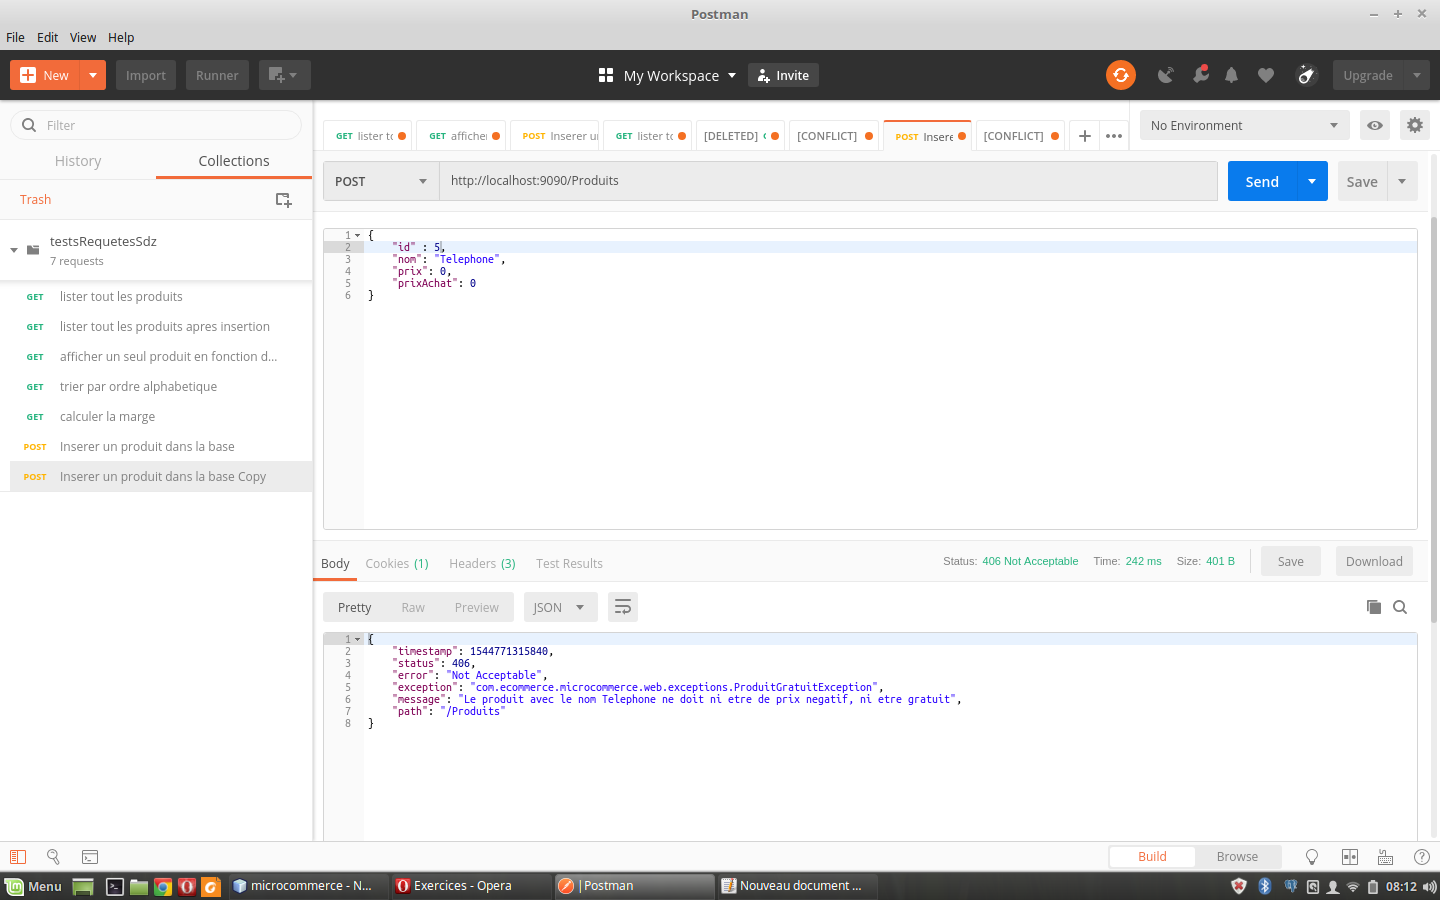 Postman
File Edit View Help
New Import Runner My Workspace Invite Upgrade
Filter
History Collections
Trash
testsRequetesSdz
7 requests
GET lister tout les produits
GET lister tout les produits apres insertion
GET afficher un seul produit en fonction d...
GET trier par ordre alphabetique
GET calculer la marge
POST Inserer un produit dans la base
POST Inserer un produit dans la base Copy
GET lister to GET affiche POST Inserer u GET lister to [DELETED] [CONFLICT] POST Insere [CONFLICT] No Environment
POST http://localhost:9090/Produits Send Save
1 {
2 "id" : 5,
3 "nom": "Telephone",
4 "prix": 0,
5 "prixAchat": 0
6 }
Body Cookies (1) Headers (3) Test Results Status: 406 Not Acceptable Time: 242 ms Size: 401 B Save Download
Pretty Raw Preview JSON
1 {
2 "timestamp": 1544771315840,
3 "status": 406,
4 "error": "Not Acceptable",
5 "exception": "com.ecommerce.microcommerce.web.exceptions.ProduitGratuitException",
6 "message": "Le produit avec le nom Telephone ne doit ni etre de prix negatif, ni etre gratuit",
7 "path": "/Produits"
8 }
Build Browse
Menu microcommerce - N... Exercices - Opera Postman Nouveau document ... 08:12